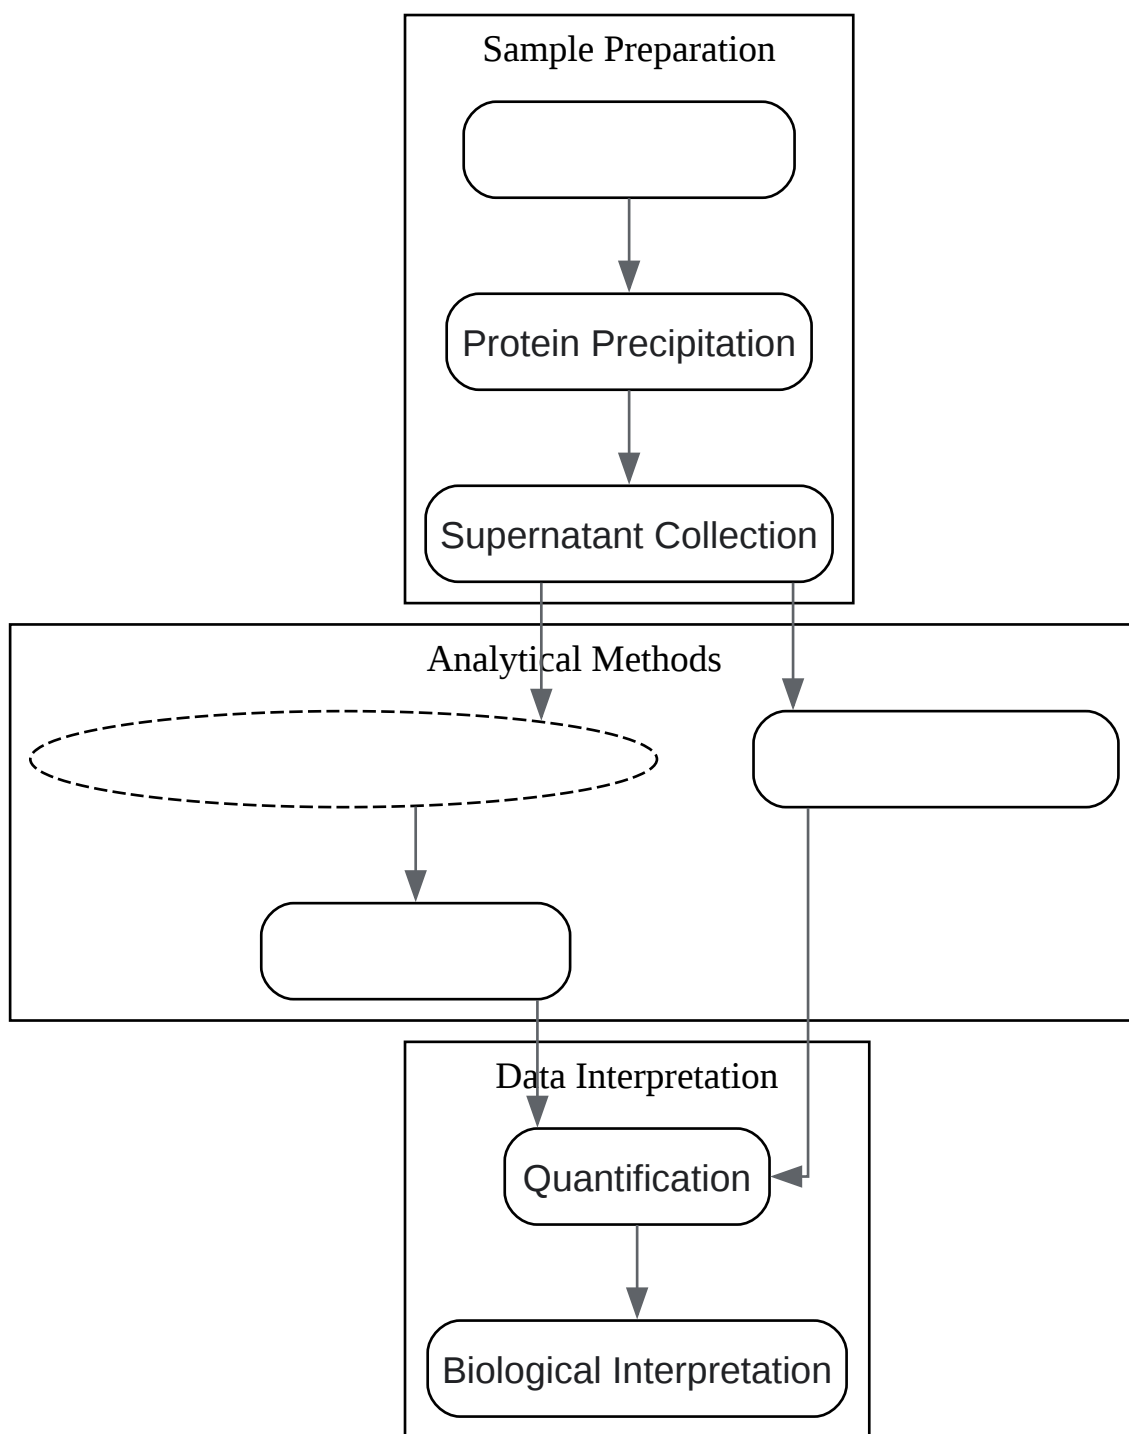 Sample Preparation
Protein Precipitation
Supernatant Collection
Analytical Methods
Data Interpretation
Quantification
Biological Interpretation